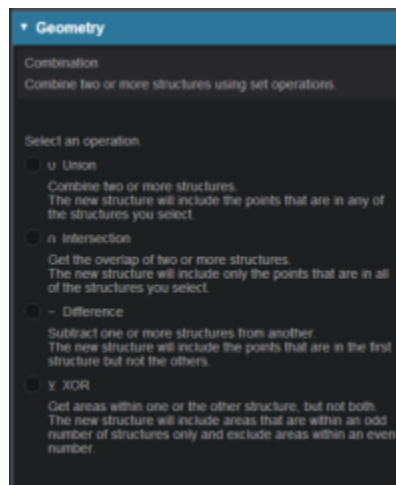 ▾ Geometry
Combination
Combine two or more structures using set operations.
Select an operation.
∪ Union
Combine two or more structures.
The new structure will include the points that are in any of
the structures you select.
∩ Intersection
Get the overlap of two or more structures.
The new structure will include only the points that are in all
of the structures you select.
− Difference
Subtract one or more structures from another.
The new structure will include the points that are in the first
structure but not the others.
⊻ XOR
Get areas within one or the other structure, but not both.
The new structure will include areas that are within an odd
number of structures only and exclude areas within an even
number.